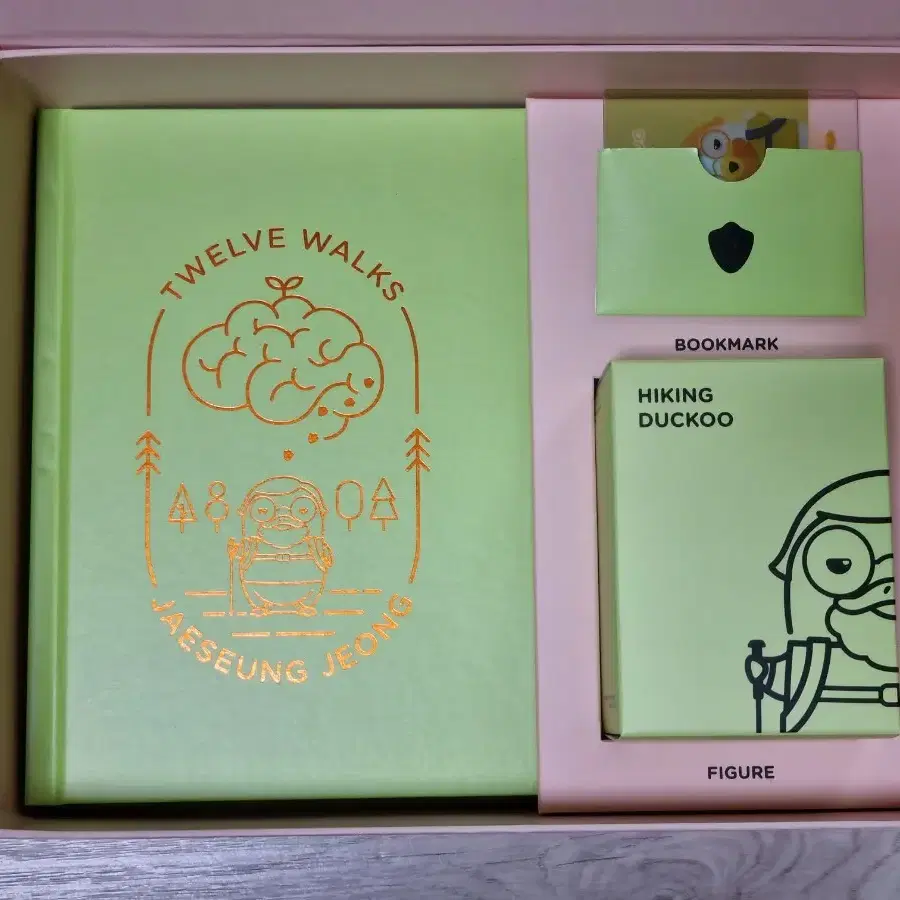 TWELVE WALKS
JAESEUNG JEONG
BOOKMARK
HIKING
DUCKOO
FIGURE